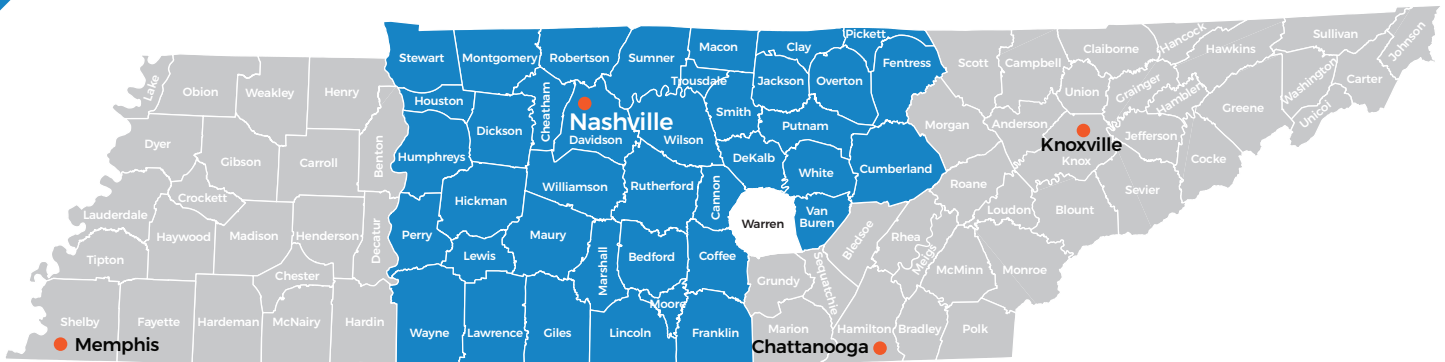 Stewart
Montgomery
Robertson
Sumner
Macon
Clay
Pickett
Fentress
Scott
Campbell
Claiborne
Hancock
Hawkins
Sullivan
Johnson
Lake
Obion
Weakley
Henry
Houston
Dickson
Cheatham
Nashville
Davidson
Trousdale
Wilson
Smith
Jackson
Overton
Putnam
Morgan
Anderson
Union
Grainger
Hamblen
Greene
Washington
Unicoi
Carter
Dyer
Gibson
Carroll
Benton
Humphreys
Hickman
Williamson
Rutherford
Cannon
DeKalb
White
Cumberland
Roane
Knoxville
Knox
Jefferson
Cocke
Sevier
Blount
Loudon
Lauderdale
Crockett
Haywood
Madison
Henderson
Decatur
Perry
Lewis
Maury
Marshall
Bedford
Coffee
Warren
Van
Buren
Bledsoe
Rhea
Meigs
McMinn
Monroe
Tipton
Chester
Grundy
Sequatchie
Shelby
Fayette
Hardeman
McNairy
Hardin
Wayne
Lawrence
Giles
Lincoln
Moore
Franklin
Marion
Hamilton
Bradley
Polk
Memphis
Chattanooga